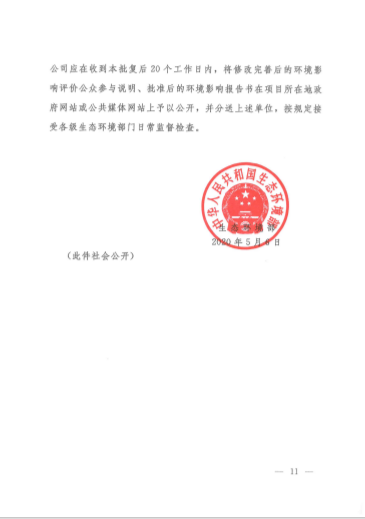 公司应在收到本批复后20个工作日内，将修改完善后的环境影
响评价公众参与说明、批准后的环境影响报告书在项目所在地政
府网站或公共媒体网站上予以公开，并分送上述单位，按规定接
受各级生态环境部门日常监督检查。
中华人民共和国生态环境部
生态环境部
2020年5月6日
（此件社会公开）
— 11 —